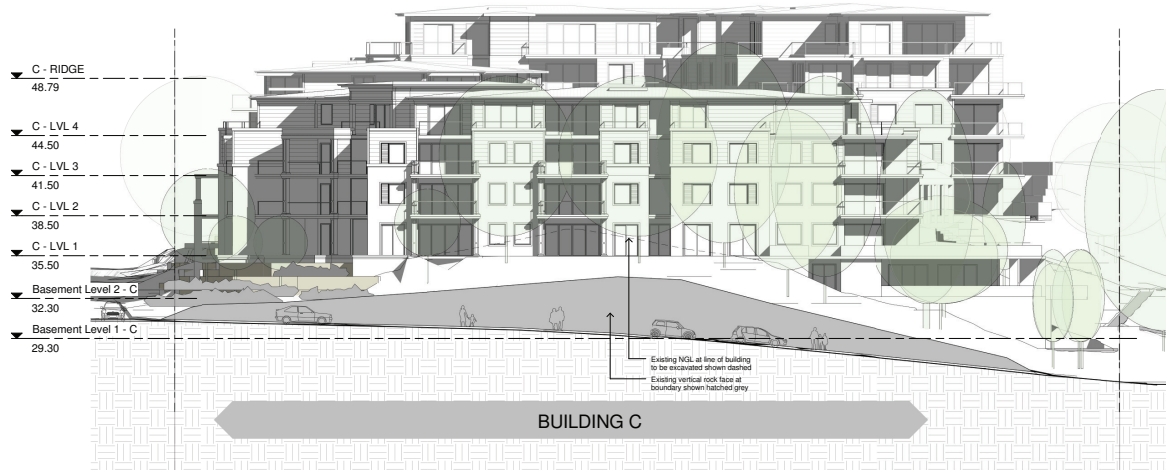 C - RIDGE
48.79
C - LVL 4
44.50
C - LVL 3
41.50
C - LVL 2
38.50
C - LVL 1
35.50
Basement Level 2 - C
32.30
Basement Level 1 - C
29.30
Existing NGL at line of building
to be excavated shown dashed
Existing vertical rock face at
boundary shown hatched grey
BUILDING C